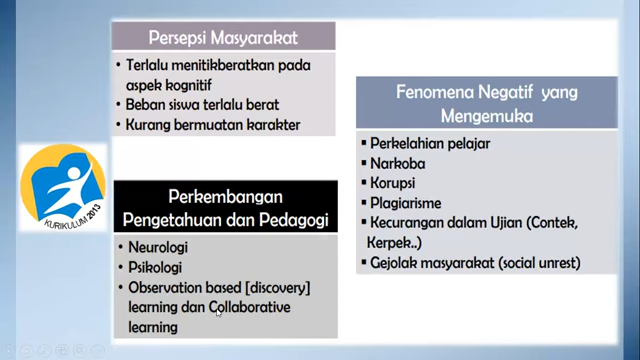 Persepsi Masyarakat
Terlalu menitikberatkan pada
aspek kognitif
Beban siswa terlalu berat
Kurang bermuatan karakter
KURIKULUM 2013
Perkembangan
Pengetahuan dan Pedagogi
Neurologi
Psikologi
Observation based [discovery]
learning dan Collaborative
learning
Fenomena Negatif yang
Mengemuka
Perkelahian pelajar
Narkoba
Korupsi
Plagiarisme
Kecurangan dalam Ujian (Contek,
Kerpek..)
Gejolak masyarakat (social unrest)